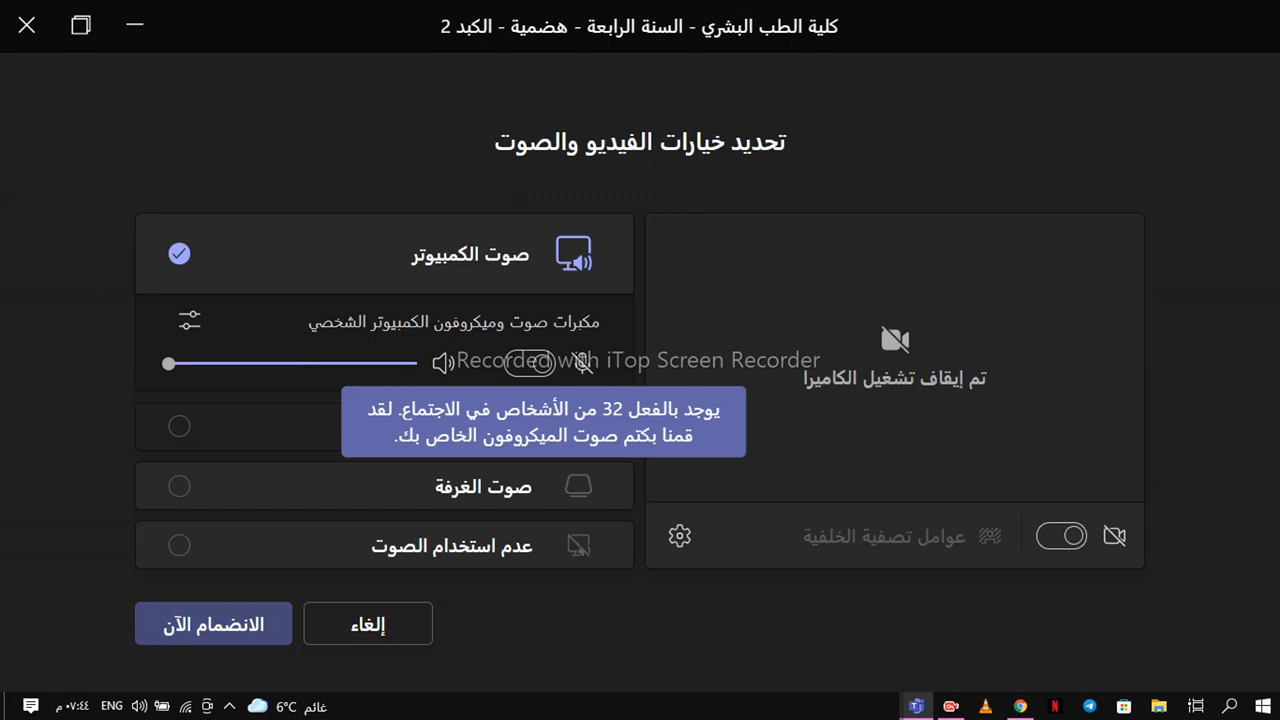 كلية الطب البشري - السنة الرابعة - هضمية - الكبد 2
تحديد خيارات الفيديو والصوت
صوت الكمبيوتر
مكبرات صوت وميكروفون الكمبيوتر الشخصي
Recorded with iTop Screen Recorder
تم إيقاف تشغيل الكاميرا
يوجد بالفعل 32 من الأشخاص في الاجتماع. لقد
قمنا بكتم صوت الميكروفون الخاص بك.
صوت الغرفة
عوامل تصفية الخلفية
عدم استخدام الصوت
إلغاء
الانضمام الآن
غائم 6°C
ENG
٠٧:٤٤ م